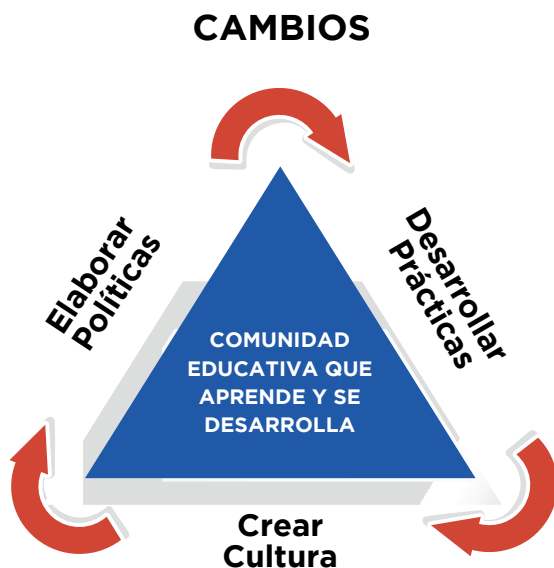 CAMBIOS
Elaborar
Políticas
Desarrollar
Prácticas
COMUNIDAD
EDUCATIVA QUE
APRENDE Y SE
DESARROLLA
Crear
Cultura